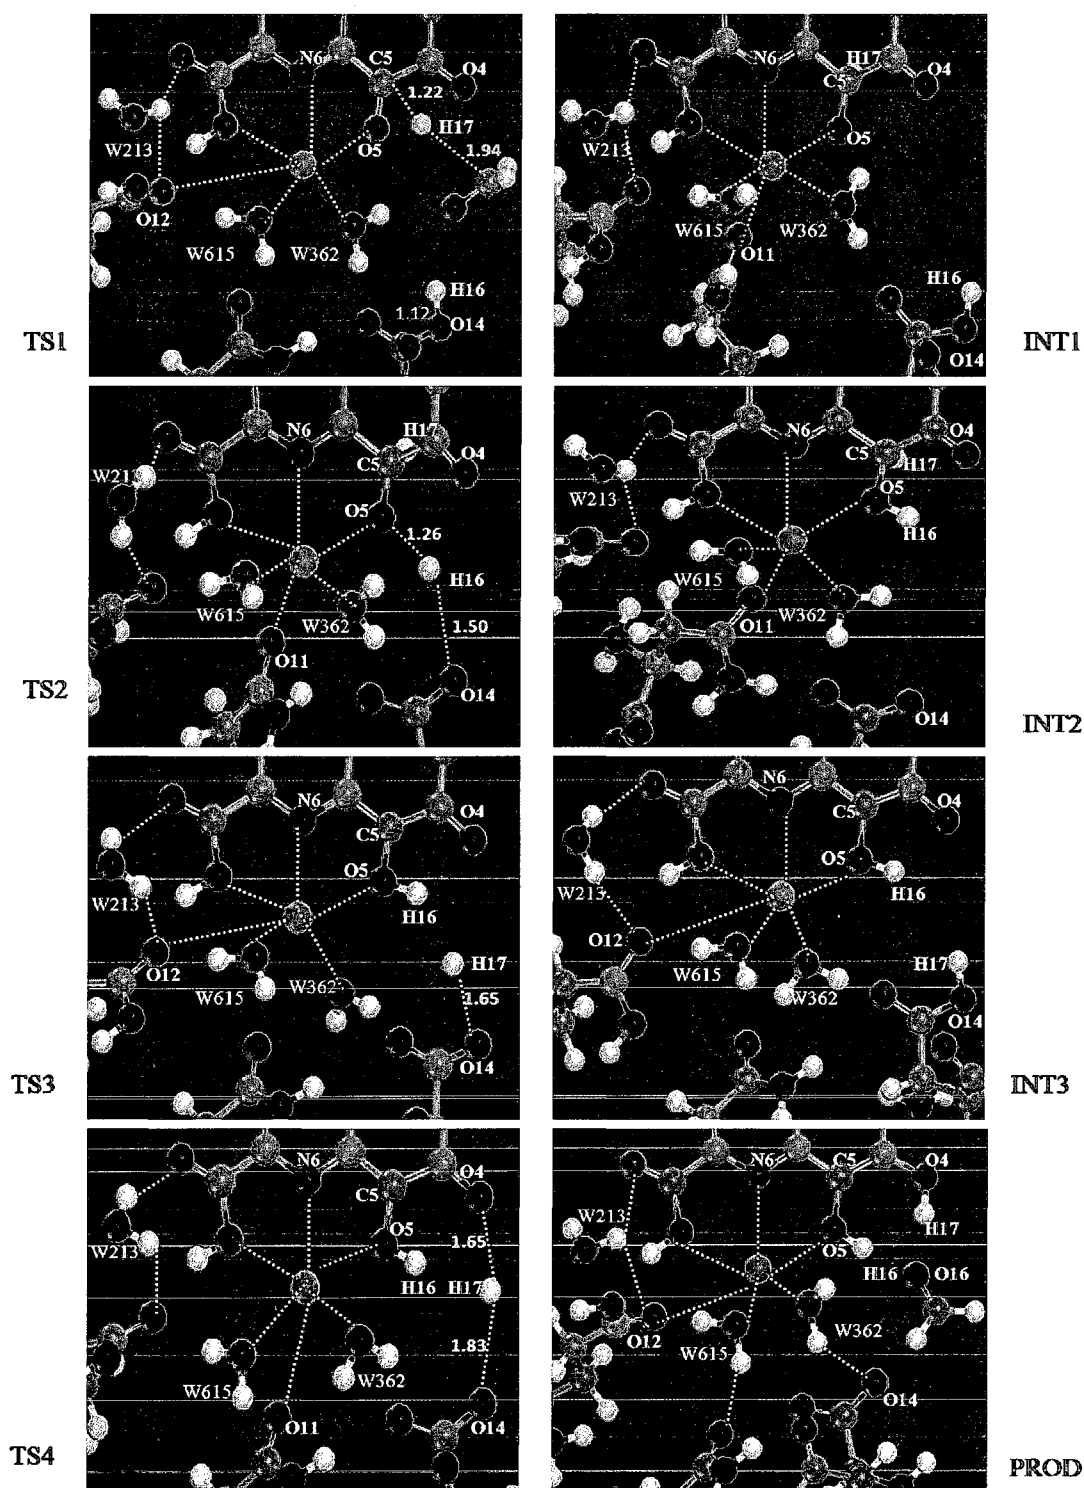 N6
C5
O4
1.22
H17
W213
O5
1.94
O12
W615
W362
H16
1.12
O14
TS1
N6
H17
O4
C5
W213
O5
W615
W362
O11
H16
O14
INT1
N6
H17
O4
C5
W213
O5
1.26
H16
W615
W362
1.50
O11
O14
TS2
N6
C5
H17
O4
W213
O5
H16
W615
W362
O11
O14
INT2
N6
O4
C5
O5
W213
H16
O12
H17
W615
W362
1.65
O14
TS3
N6
O4
C5
O5
W213
H16
O12
H17
W615
W362
O14
INT3
N6
O4
C5
O5
W213
1.65
H16
H17
1.83
W615
W362
O11
O14
TS4
N6
C5
O4
W213
H17
O5
H16
O16
O12
W615
W362
O14
PROD